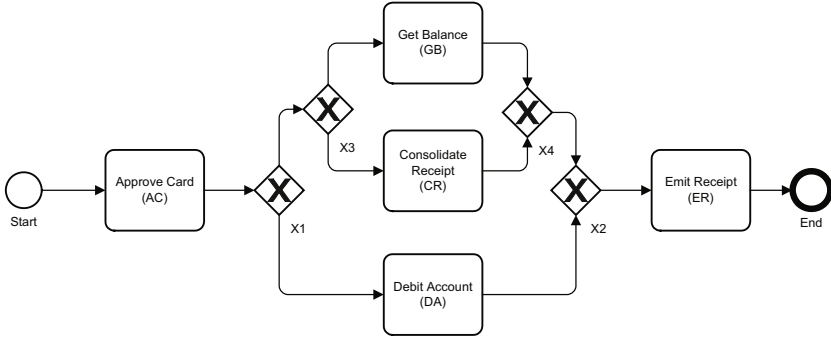 Get Balance
(GB)
X3
Consolidate
Receipt
(CR)
X4
Start
Approve Card
(AC)
X1
X2
Emit Receipt
(ER)
End
Debit Account
(DA)